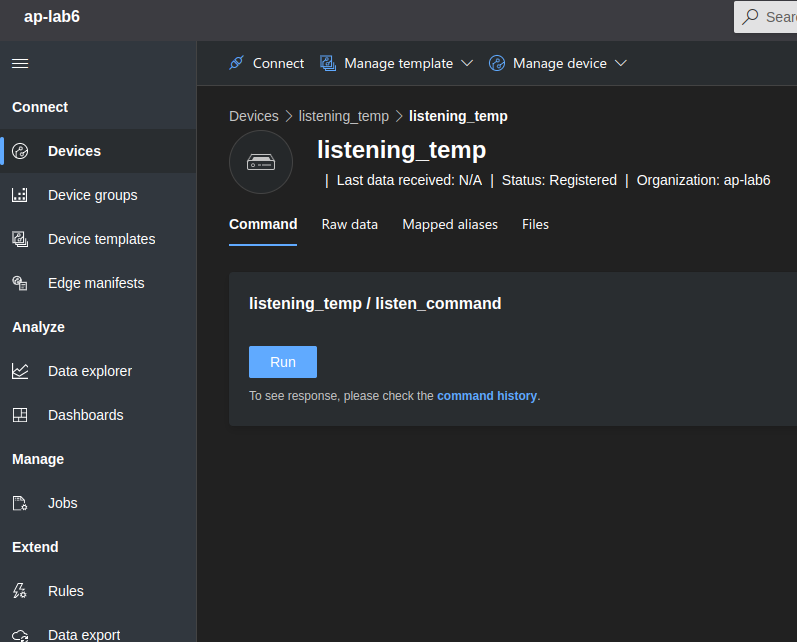 ap-lab6
Sear
Connect
Manage template
Manage device
Connect
Devices
Device groups
Device templates
Edge manifests
Analyze
Data explorer
Dashboards
Manage
Jobs
Extend
Rules
Data export
Devices > listening_temp > listening_temp
listening_temp
| Last data received: N/A | Status: Registered | Organization: ap-lab6
Command Raw data Mapped aliases Files
listening_temp / listen_command
Run
To see response, please check the command history.